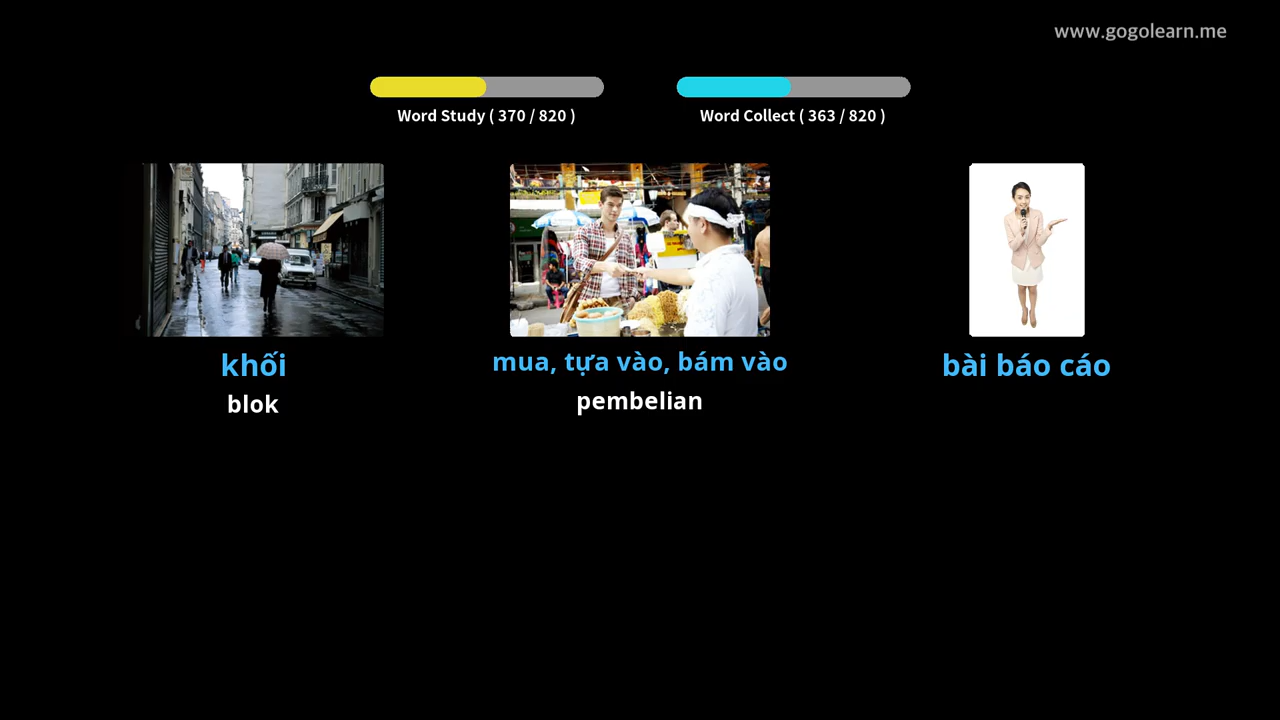 www.gogolearn.me
Word Study ( 370 / 820 )
Word Collect ( 363 / 820 )
khối
blok
mua, tựa vào, bám vào
pembelian
bài báo cáo